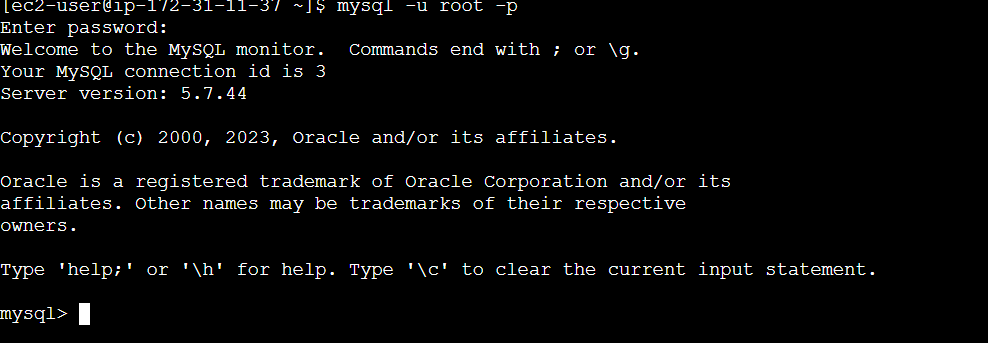 [ec2-user@ip-172-31-11-37 ~]$ mysql -u root -p
Enter password:
Welcome to the MySQL monitor.  Commands end with ; or \g.
Your MySQL connection id is 3
Server version: 5.7.44

Copyright (c) 2000, 2023, Oracle and/or its affiliates.

Oracle is a registered trademark of Oracle Corporation and/or its
affiliates. Other names may be trademarks of their respective
owners.

Type 'help;' or '\h' for help. Type '\c' to clear the current input statement.

mysql>